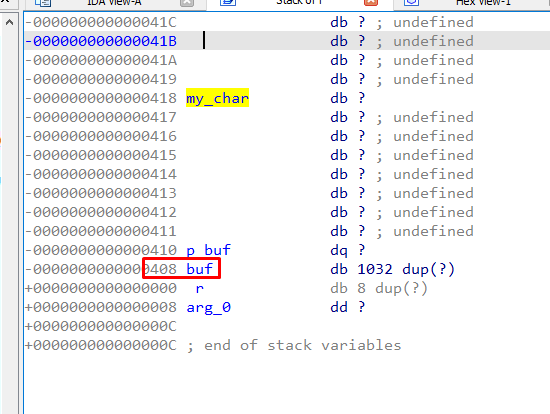 IDA View-A Stack of f Hex View-1
-000000000000041C db ? ; undefined
-000000000000041B db ? ; undefined
-000000000000041A db ? ; undefined
-0000000000000419 db ? ; undefined
-0000000000000418 my_char db ?
-0000000000000417 db ? ; undefined
-0000000000000416 db ? ; undefined
-0000000000000415 db ? ; undefined
-0000000000000414 db ? ; undefined
-0000000000000413 db ? ; undefined
-0000000000000412 db ? ; undefined
-0000000000000411 db ? ; undefined
-0000000000000410 p_buf dq ?
-0000000000000408 buf db 1032 dup(?)
+0000000000000000 r db 8 dup(?)
+0000000000000008 arg_0 dd ?
+000000000000000C
+000000000000000C ; end of stack variables